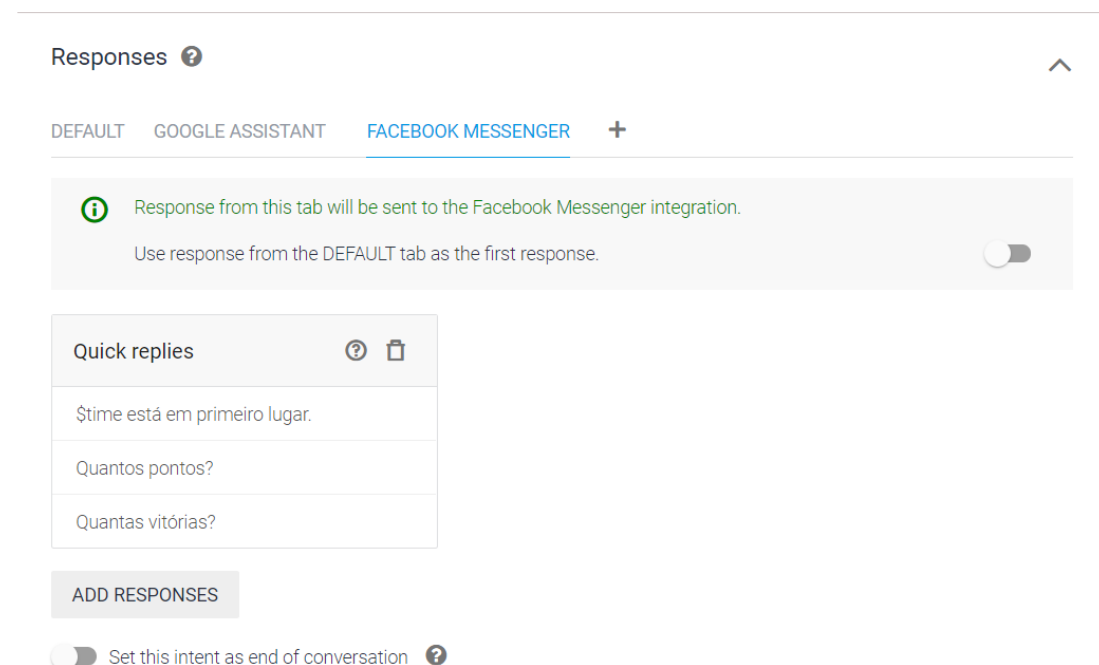 Responses
DEFAULT GOOGLE ASSISTANT FACEBOOK MESSENGER +
Response from this tab will be sent to the Facebook Messenger integration.
Use response from the DEFAULT tab as the first response.
Quick replies
$time está em primeiro lugar.
Quantos pontos?
Quantas vitórias?
ADD RESPONSES
Set this intent as end of conversation